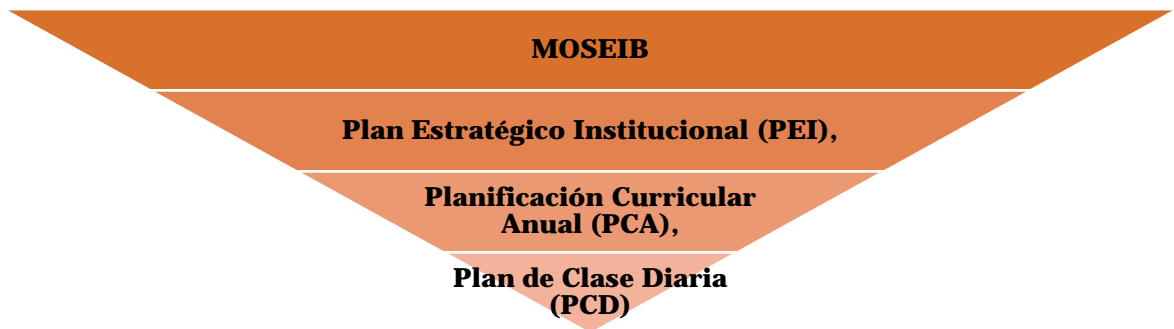 MOSEIB
Plan Estratégico Institucional (PEI),
Planificación Curricular
Anual (PCA),
Plan de Clase Diaria
(PCD)